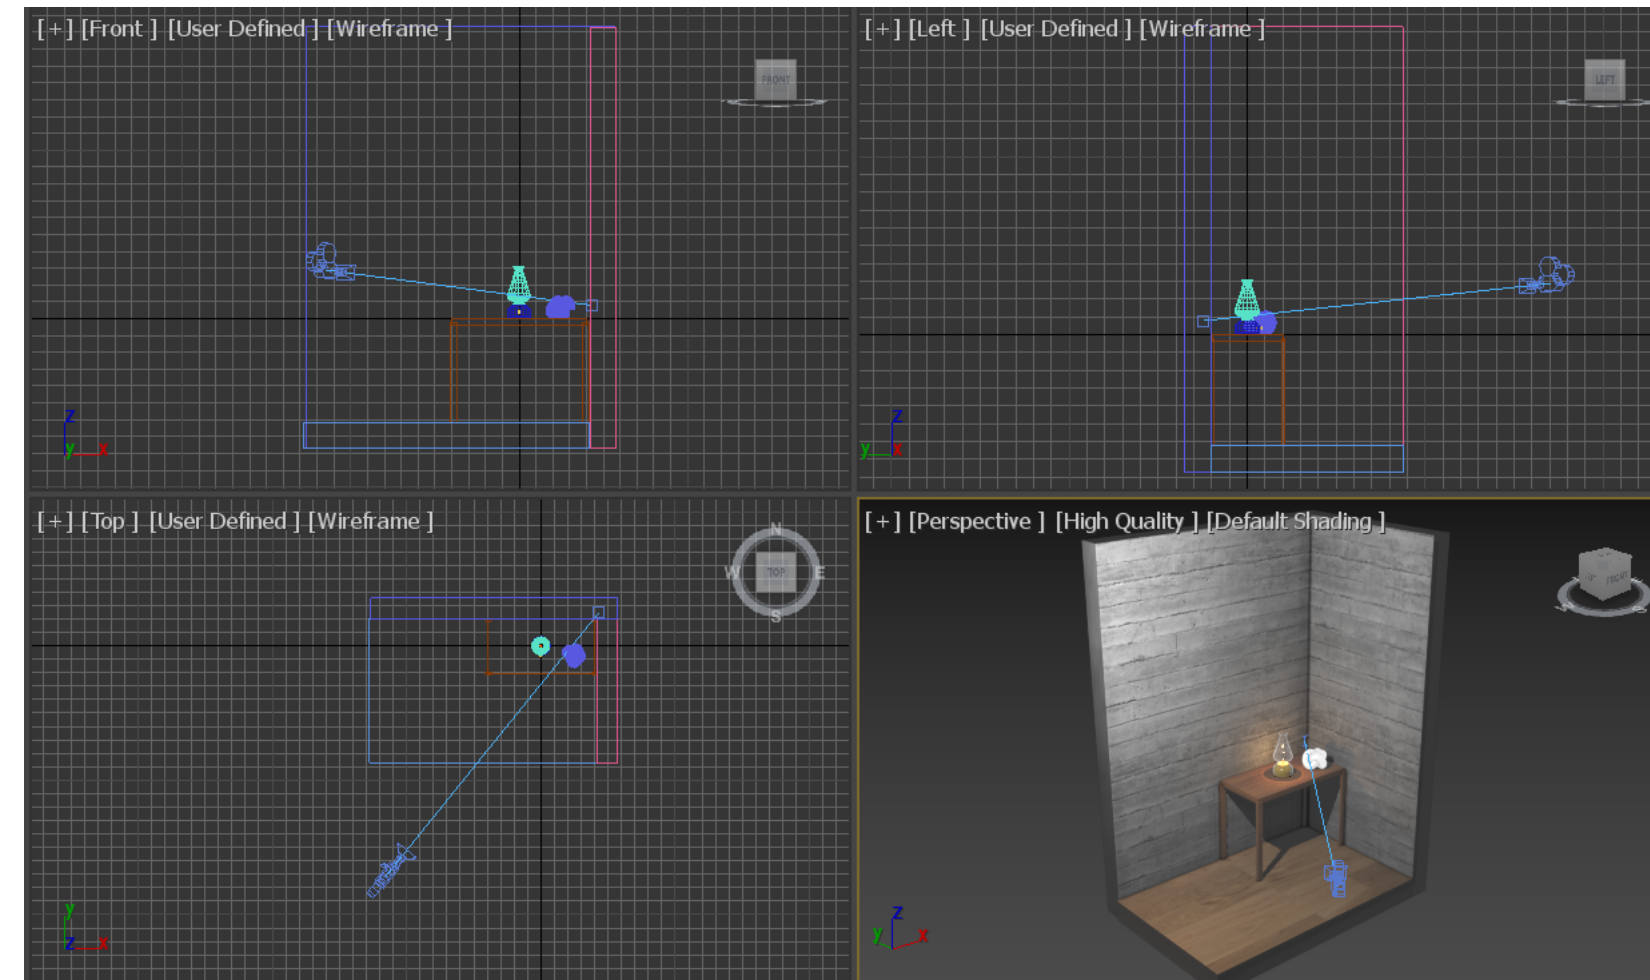 [+] [Front ] [User Defined ] [Wireframe ]
FRONT
z
y x
[+] [Left ] [User Defined ] [Wireframe ]
LEFT
z
y x
[+] [Top ] [User Defined ] [Wireframe ]
N
W TOP E
S
y
z x
[+] [Perspective ] [High Quality ] [Default Shading ]
FRONT
z
y x